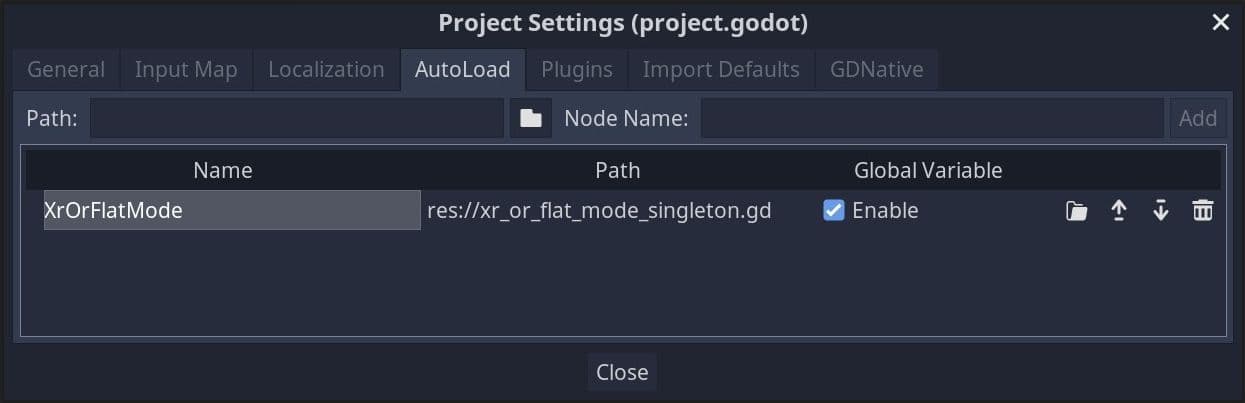 Project Settings (project.godot)
General Input Map Localization AutoLoad Plugins Import Defaults GDNative
Path: Node Name: Add
Name Path Global Variable
XrOrFlatMode res://xr_or_flat_mode_singleton.gd Enable
Close